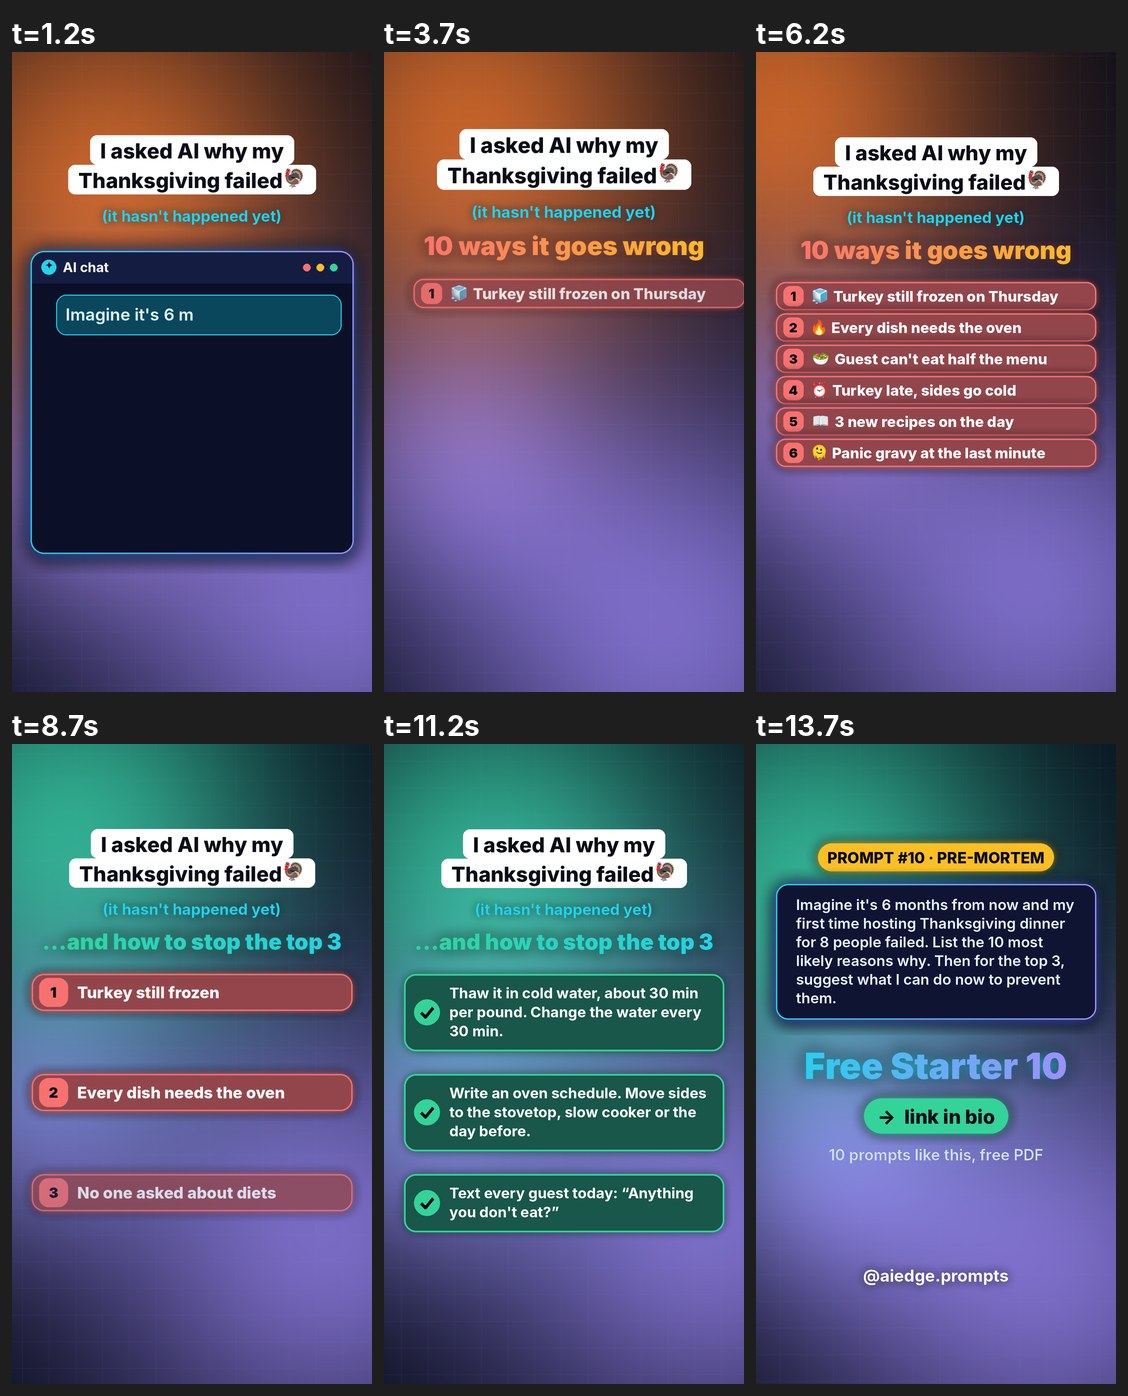 t=1.2s
I asked AI why my
Thanksgiving failed🦃
(it hasn't happened yet)
AI chat
Imagine it's 6 m
t=3.7s
I asked AI why my
Thanksgiving failed🦃
(it hasn't happened yet)
10 ways it goes wrong
1 🧊 Turkey still frozen on Thursday
t=6.2s
I asked AI why my
Thanksgiving failed🦃
(it hasn't happened yet)
10 ways it goes wrong
1 🧊 Turkey still frozen on Thursday
2 🔥 Every dish needs the oven
3 🥗 Guest can't eat half the menu
4 ⏰ Turkey late, sides go cold
5 📖 3 new recipes on the day
6 🫠 Panic gravy at the last minute
t=8.7s
I asked AI why my
Thanksgiving failed🦃
(it hasn't happened yet)
...and how to stop the top 3
1 Turkey still frozen
2 Every dish needs the oven
3 No one asked about diets
t=11.2s
I asked AI why my
Thanksgiving failed🦃
(it hasn't happened yet)
...and how to stop the top 3
Thaw it in cold water, about 30 min
per pound. Change the water every
30 min.
Write an oven schedule. Move sides
to the stovetop, slow cooker or the
day before.
Text every guest today: “Anything
you don't eat?”
t=13.7s
PROMPT #10 · PRE-MORTEM
Imagine it's 6 months from now and my
first time hosting Thanksgiving dinner
for 8 people failed. List the 10 most
likely reasons why. Then for the top 3,
suggest what I can do now to prevent
them.
Free Starter 10
→ link in bio
10 prompts like this, free PDF
@aiedge.prompts